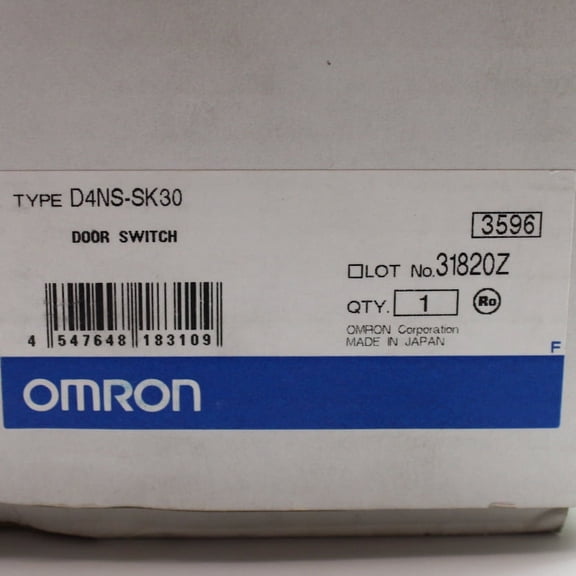 TYPE D4NS-SK30
DOOR SWITCH
3596
LOT No. 31820Z
QTY. 1 Ro
4 547648 183109
OMRON Corporation
MADE IN JAPAN
F
OMRON